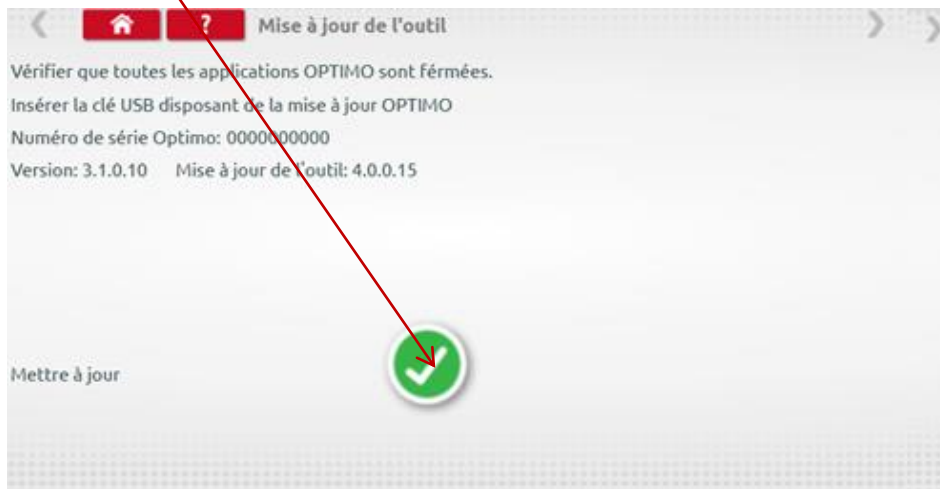 ? Mise à jour de l'outil
Vérifier que toutes les applications OPTIMO sont férmées.
Insérer la clé USB disposant de la mise à jour OPTIMO
Numéro de série Optimo: 0000000000
Version: 3.1.0.10 Mise à jour de l'outil: 4.0.0.15
Mettre à jour